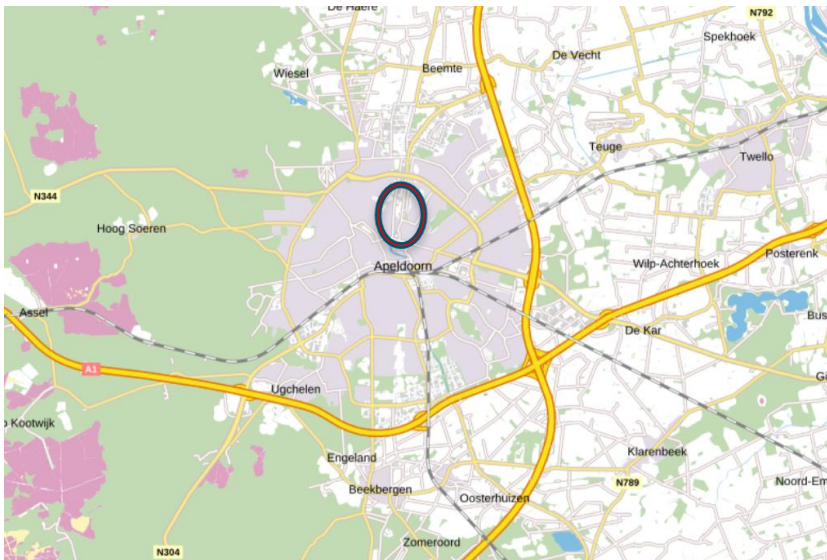 De Haere
N792
Spekhoek
De Vecht
Beemte
Wiesel
Teuge
Twello
N344
Hoog Soeren
Posterenk
Wilp-Achterhoek
Apeldoorn
Assel
Bus
De Kar
A1
Gi
Ugchelen
Kootwijk
Klarenbeek
Engeland
Noord-Em
N789
Beekbergen
Oosterhuizen
Zomeroord
N304